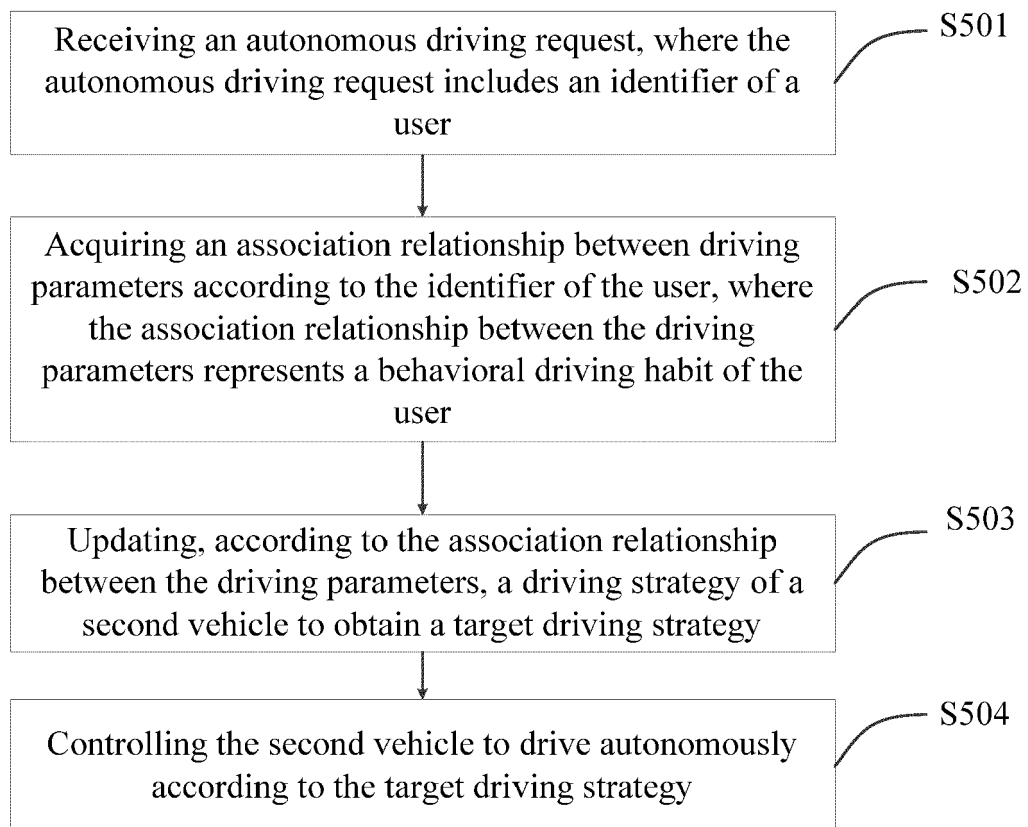 Receiving an autonomous driving request, where the
autonomous driving request includes an identifier of a
user
S501
Acquiring an association relationship between driving
parameters according to the identifier of the user, where
the association relationship between the driving
parameters represents a behavioral driving habit of the
user
S502
Updating, according to the association relationship
between the driving parameters, a driving strategy of a
second vehicle to obtain a target driving strategy
S503
Controlling the second vehicle to drive autonomously
according to the target driving strategy
S504